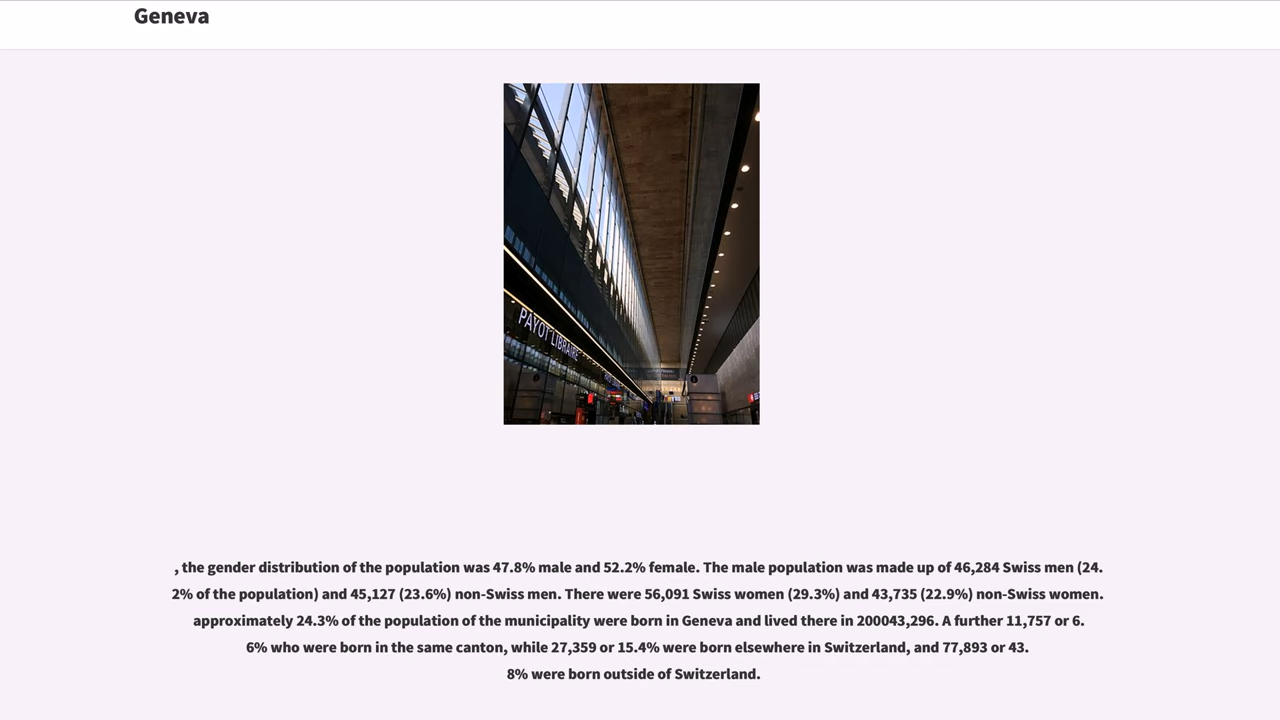 Geneva
PAYOT LIBRAIRIE
, the gender distribution of the population was 47.8% male and 52.2% female. The male population was made up of 46,284 Swiss men (24.
2% of the population) and 45,127 (23.6%) non-Swiss men. There were 56,091 Swiss women (29.3%) and 43,735 (22.9%) non-Swiss women.
approximately 24.3% of the population of the municipality were born in Geneva and lived there in 200043,296. A further 11,757 or 6.
6% who were born in the same canton, while 27,359 or 15.4% were born elsewhere in Switzerland, and 77,893 or 43.
8% were born outside of Switzerland.